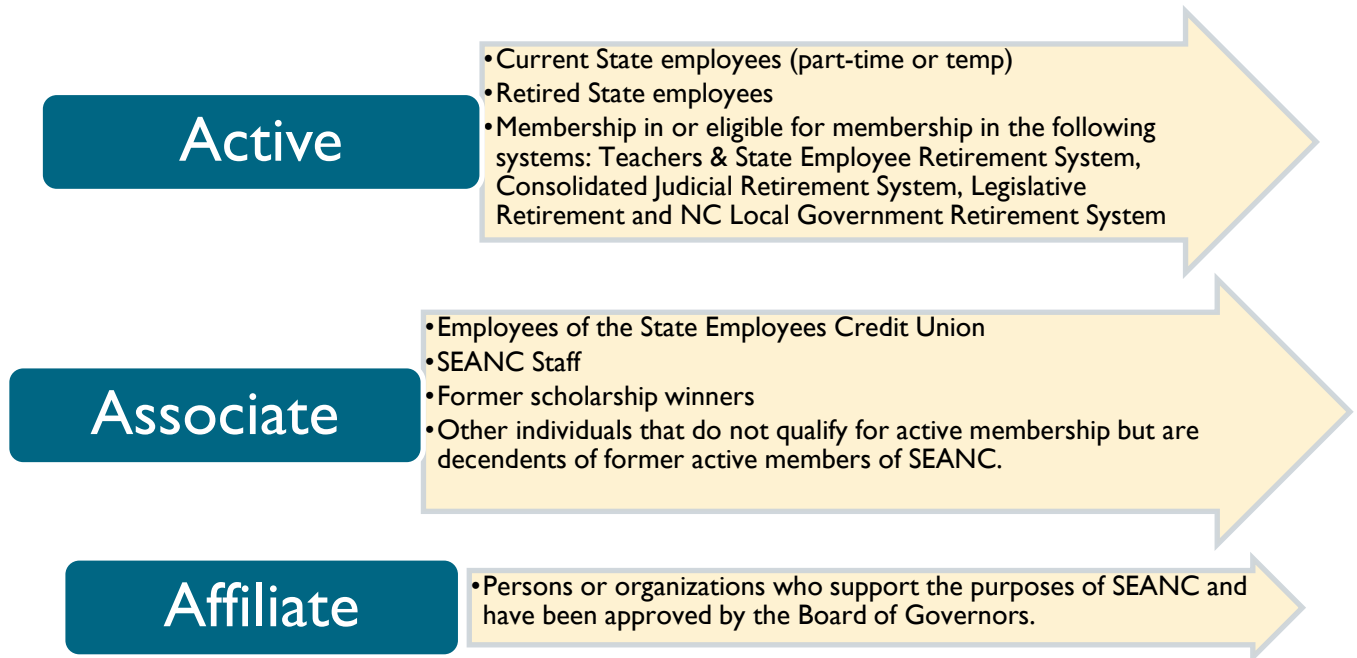 Active
•Current State employees (part-time or temp)
•Retired State employees
•Membership in or eligible for membership in the following
systems: Teachers & State Employee Retirement System,
Consolidated Judicial Retirement System, Legislative
Retirement and NC Local Government Retirement System
Associate
•Employees of the State Employees Credit Union
•SEANC Staff
•Former scholarship winners
•Other individuals that do not qualify for active membership but are
decendents of former active members of SEANC.
Affiliate
•Persons or organizations who support the purposes of SEANC and
have been approved by the Board of Governors.